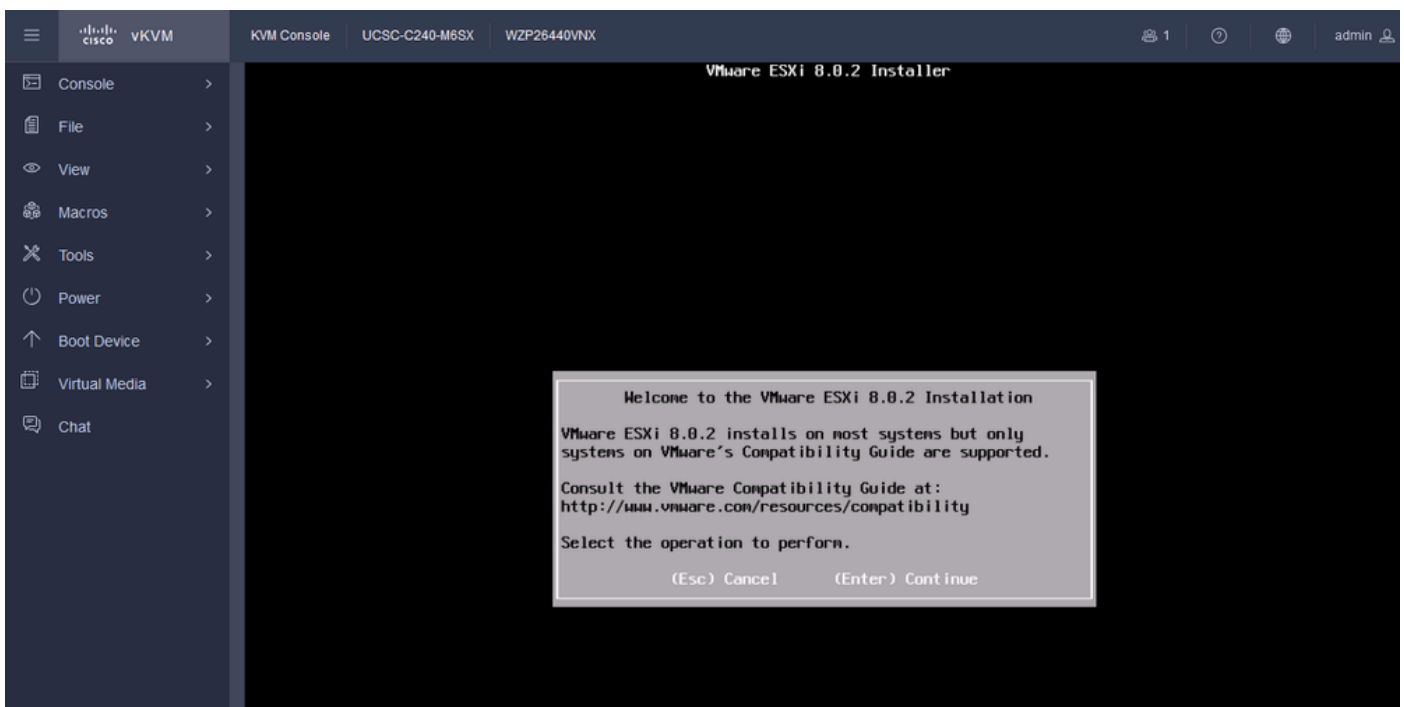 cisco vKVM
KVM Console
UCSC-C240-M6SX
WZP26440VNX
1
?
admin
Console
File
View
Macros
Tools
Power
Boot Device
Virtual Media
Chat
VMware ESXi 8.0.2 Installer
Welcome to the VMware ESXi 8.0.2 Installation
VMware ESXi 8.0.2 installs on most systems but only
systems on VMware's Compatibility Guide are supported.
Consult the VMware Compatibility Guide at:
http://www.vmware.com/resources/compatibility
Select the operation to perform.
(Esc) Cancel (Enter) Continue